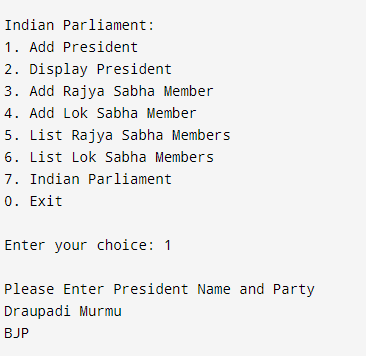 Indian Parliament:
1. Add President
2. Display President
3. Add Rajya Sabha Member
4. Add Lok Sabha Member
5. List Rajya Sabha Members
6. List Lok Sabha Members
7. Indian Parliament
0. Exit
Enter your choice: 1
Please Enter President Name and Party
Draupadi Murmu
BJP